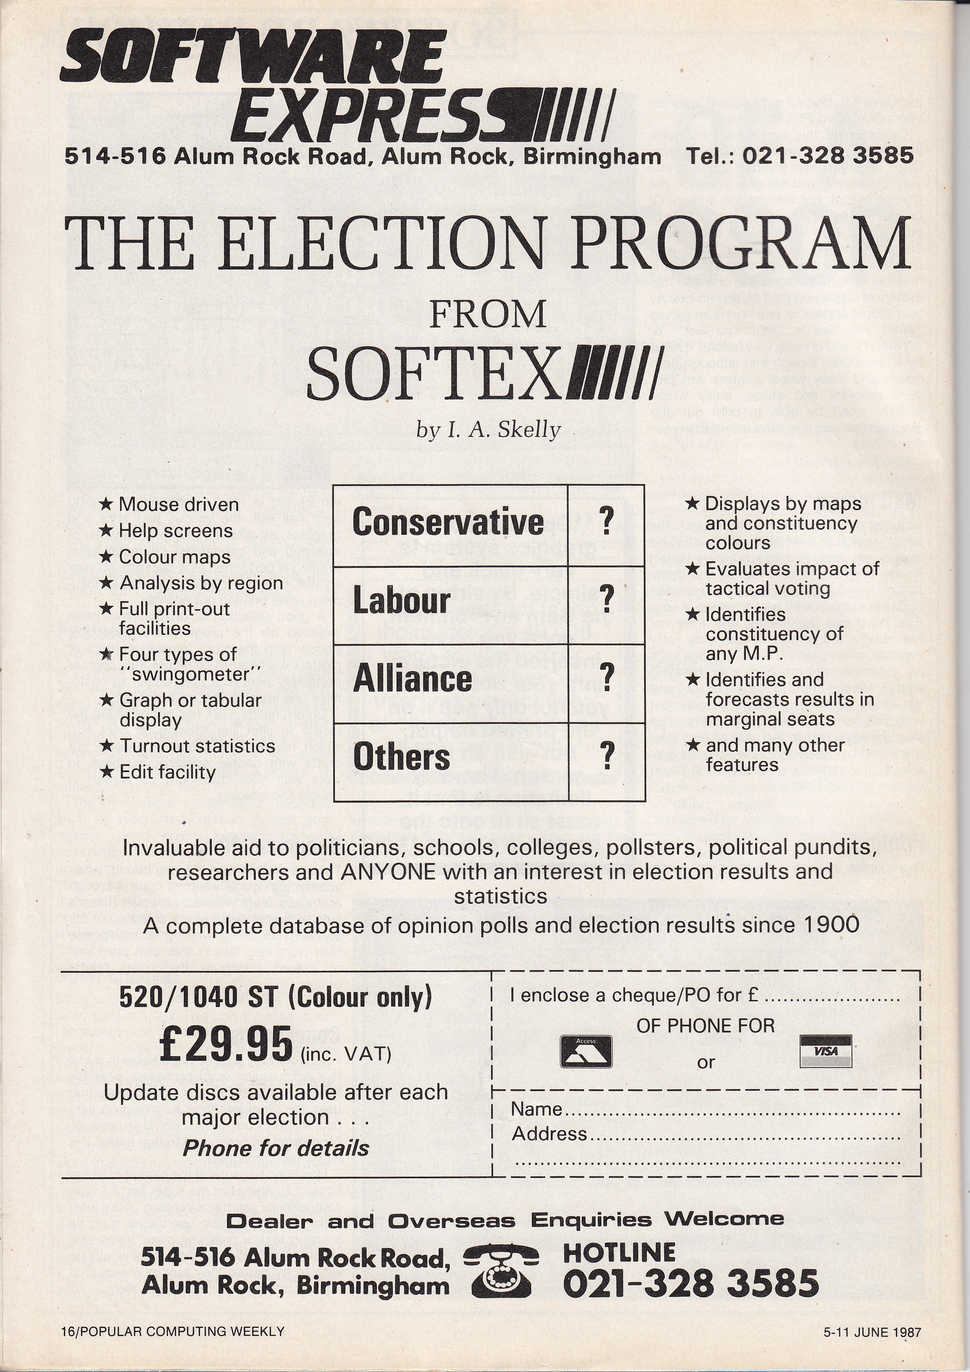 SOFTWARE
EXPRESS
514-516 Alum Rock Road, Alum Rock, Birmingham Tel.: 021-328 3585
THE ELECTION PROGRAM
FROM
SOFTEX
by I. A. Skelly
★ Mouse driven
★ Help screens
★ Colour maps
★ Analysis by region
★ Full print-out
facilities
★ Four types of
"swingometer"
★ Graph or tabular
display
★ Turnout statistics
★ Edit facility
Conservative ?
Labour ?
Alliance ?
Others ?
★ Displays by maps
and constituency
colours
★ Evaluates impact of
tactical voting
★ Identifies
constituency of
any M.P.
★ Identifies and
forecasts results in
marginal seats
★ and many other
features
Invaluable aid to politicians, schools, colleges, pollsters, political pundits,
researchers and ANYONE with an interest in election results and
statistics
A complete database of opinion polls and election results since 1900
520/1040 ST (Colour only)
£29.95 (inc. VAT)
Update discs available after each
major election . . .
Phone for details
I enclose a cheque/PO for £ ......................
OF PHONE FOR
Access
or
VISA
Name......................................................
Address..................................................
..............................................................
Dealer and Overseas Enquiries Welcome
514-516 Alum Rock Road,
Alum Rock, Birmingham
HOTLINE
021-328 3585
16/POPULAR COMPUTING WEEKLY
5-11 JUNE 1987